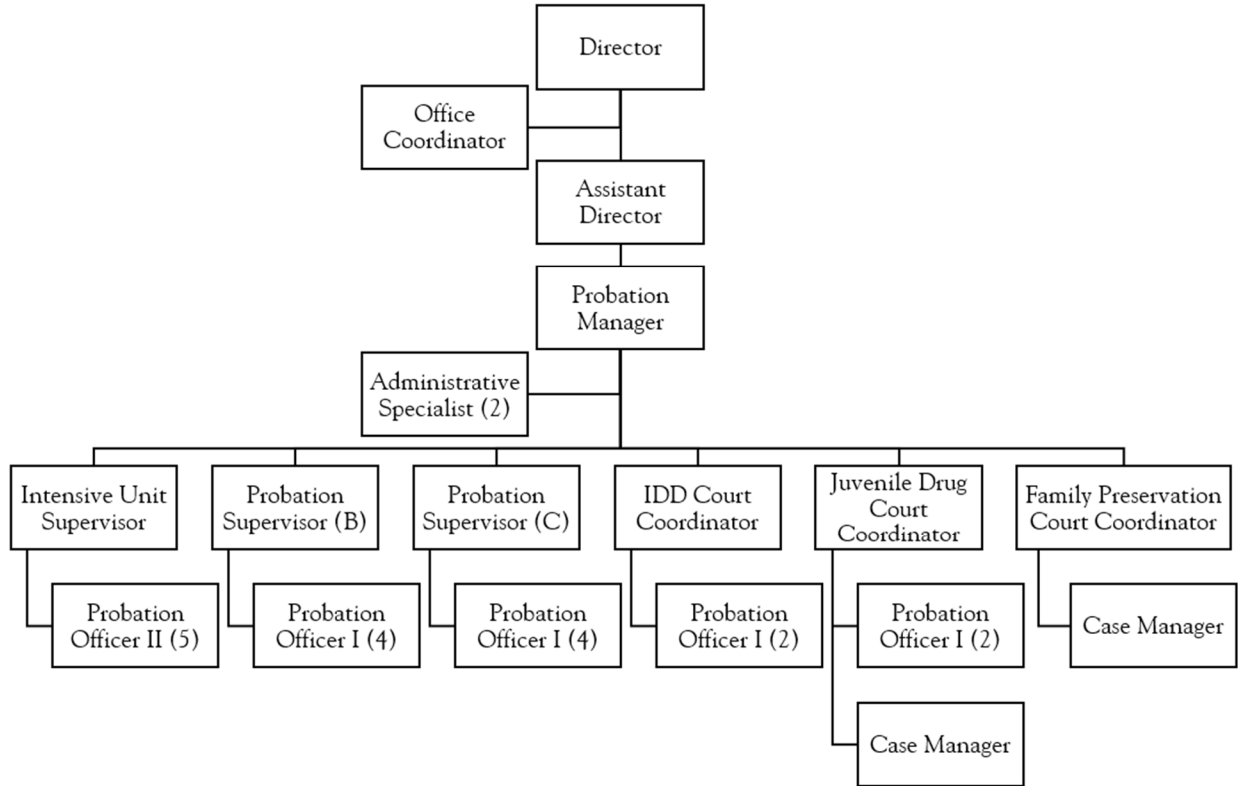 Director
Office
Coordinator
Assistant
Director
Probation
Manager
Administrative
Specialist (2)
Intensive Unit
Supervisor
Probation
Supervisor (B)
Probation
Supervisor (C)
IDD Court
Coordinator
Juvenile Drug
Court
Coordinator
Family Preservation
Court Coordinator
Probation
Officer II (5)
Probation
Officer I (4)
Probation
Officer I (4)
Probation
Officer I (2)
Probation
Officer I (2)
Case Manager
Case Manager